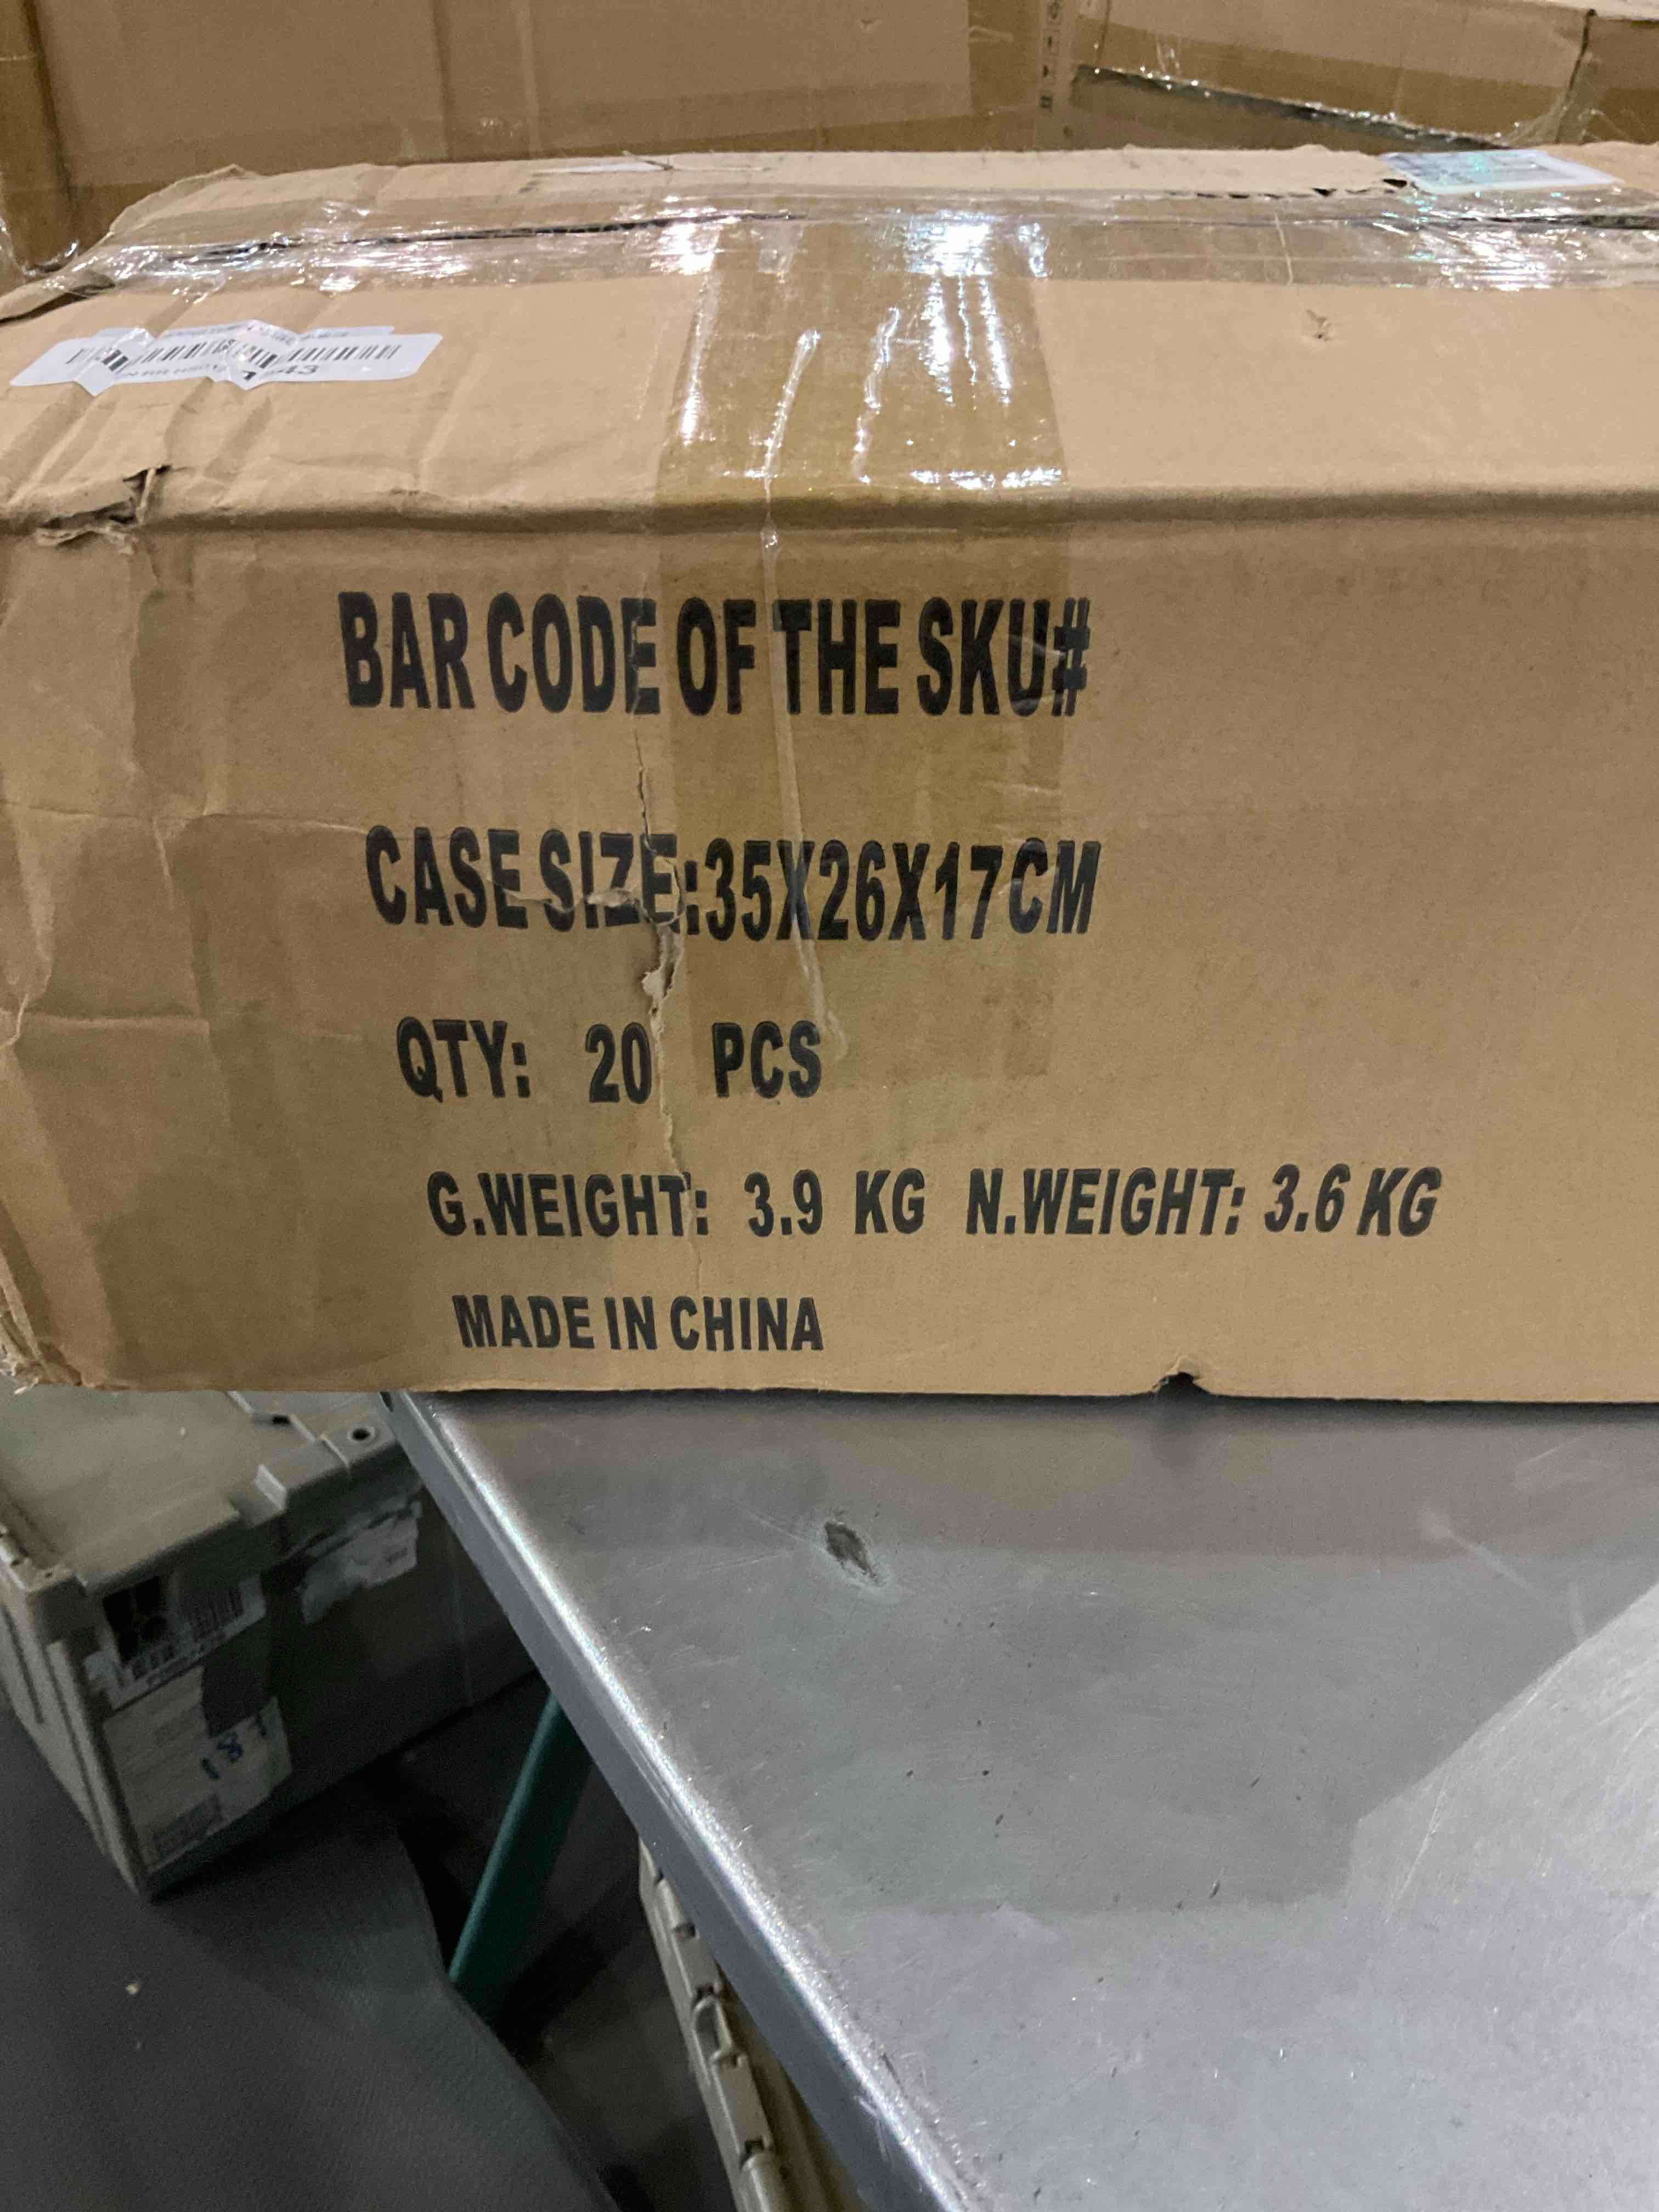 43
BAR CODE OF THE SKU#
CASE SIZE:35X26X17CM
QTY: 20 PCS
G.WEIGHT: 3.9 KG N.WEIGHT: 3.6 KG
MADE IN CHINA